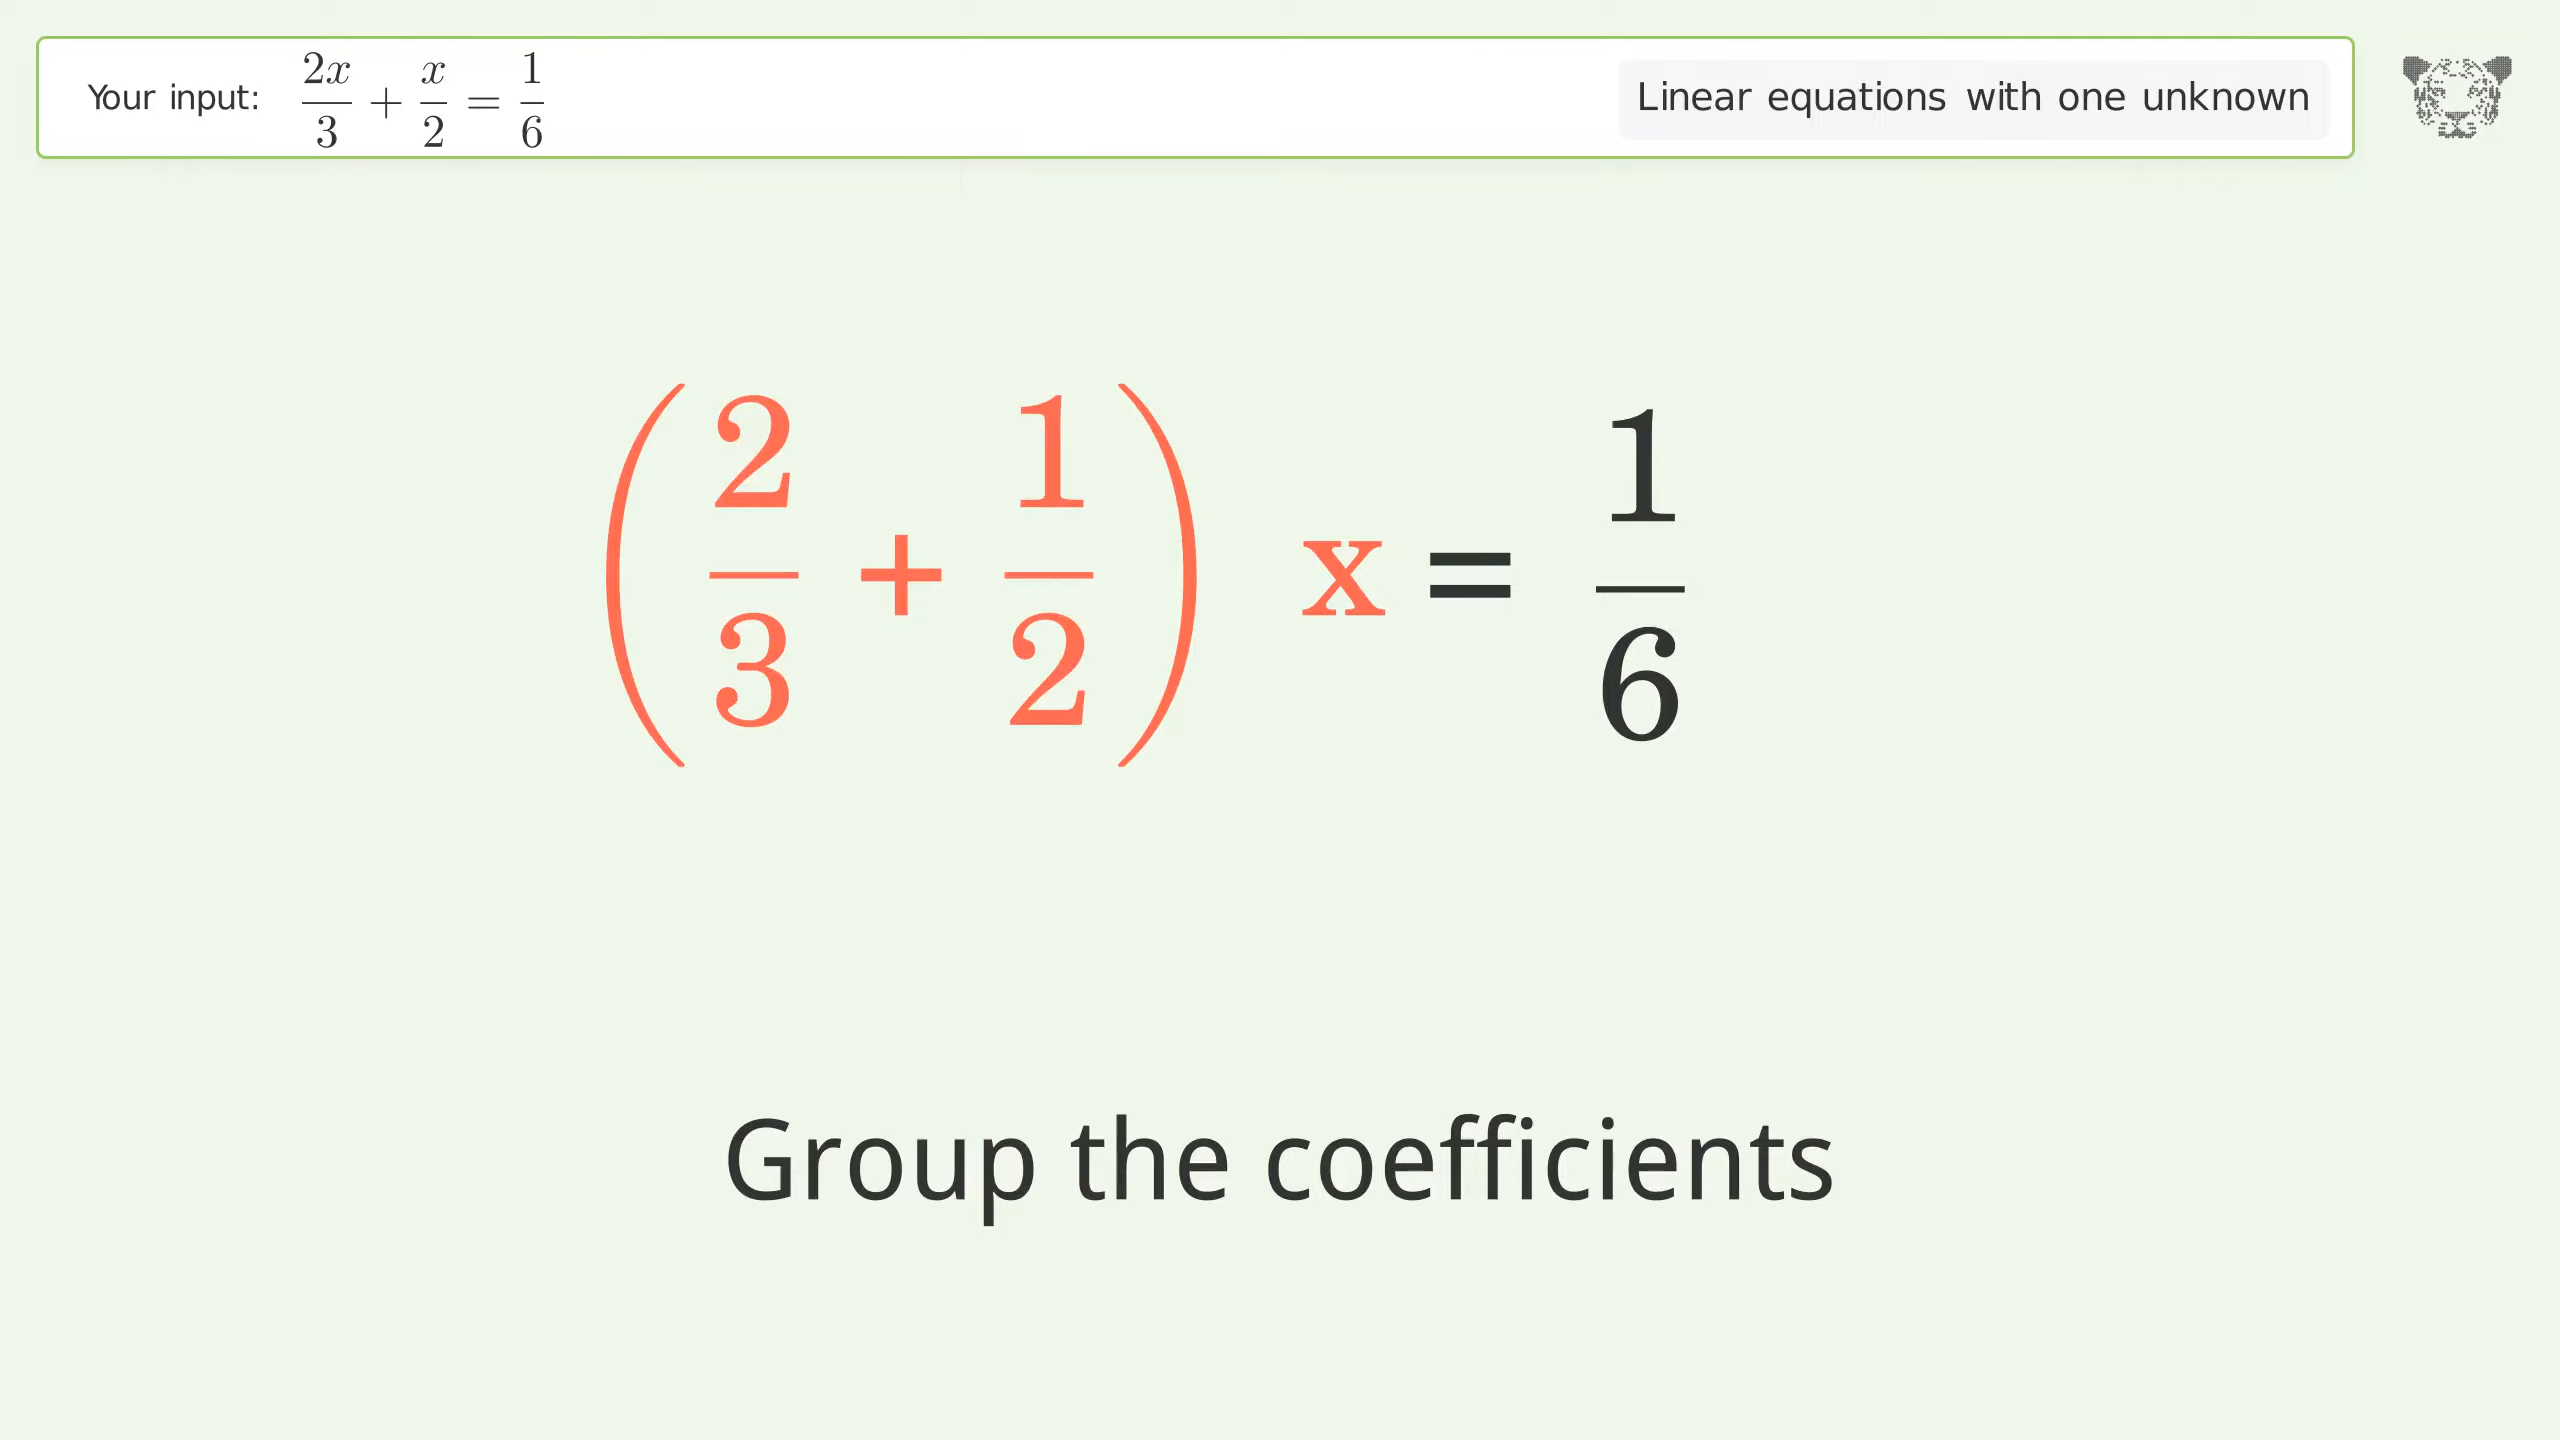 Your input: 2x/3 + x/2 = 1/6
Linear equations with one unknown
(2/3 + 1/2) x = 1/6
Group the coefficients